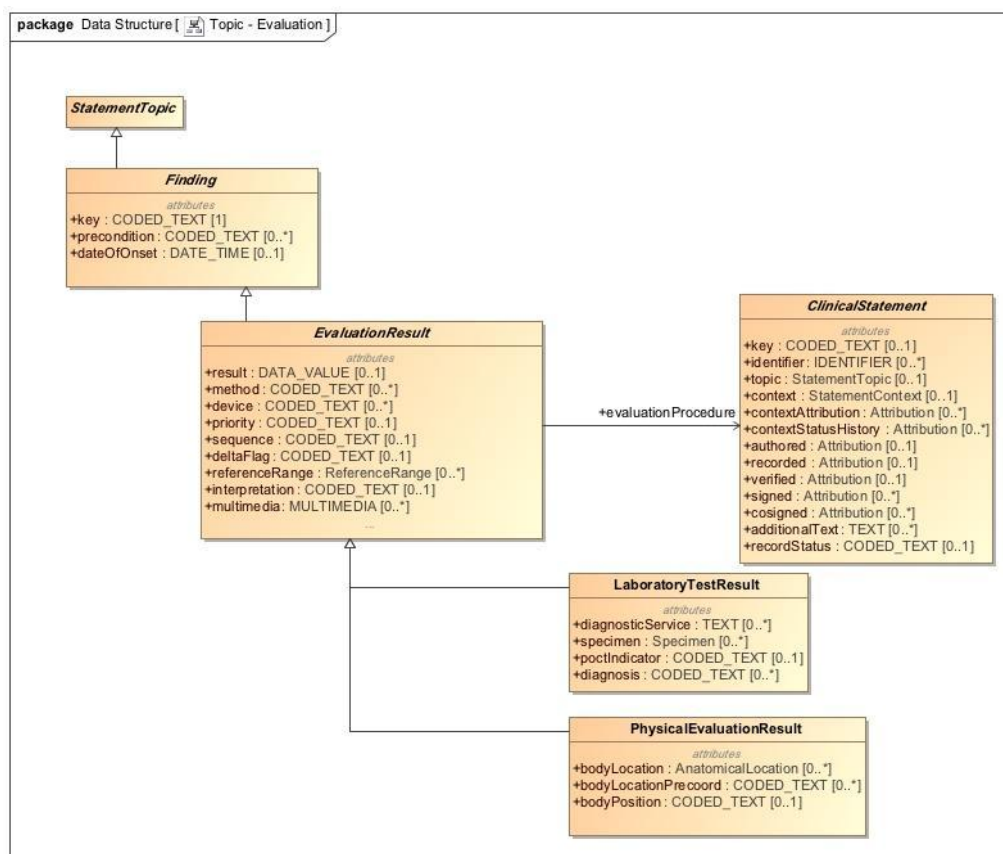 package Data Structure [ Topic - Evaluation ]
StatementTopic
Finding
attributes
+key : CODED_TEXT [1]
+precondition : CODED_TEXT [0..*]
+dateOfOnset : DATE_TIME [0..1]
EvaluationResult
attributes
+result : DATA_VALUE [0..1]
+method : CODED_TEXT [0..*]
+device : CODED_TEXT [0..*]
+priority : CODED_TEXT [0..1]
+sequence : CODED_TEXT [0..1]
+deltaFlag : CODED_TEXT [0..1]
+referenceRange : ReferenceRange [0..*]
+interpretation : CODED_TEXT [0..1]
+multimedia: MULTIMEDIA [0..*]
...
+evaluationProcedure
ClinicalStatement
attributes
+key : CODED_TEXT [0..1]
+identifier : IDENTIFIER [0..*]
+topic : StatementTopic [0..1]
+context : StatementContext [0..1]
+contextAttribution : Attribution [0..*]
+contextStatusHistory : Attribution [0..*]
+authored : Attribution [0..1]
+recorded : Attribution [0..1]
+verified : Attribution [0..1]
+signed : Attribution [0..*]
+cosigned : Attribution [0..*]
+additionalText : TEXT [0..*]
+recordStatus : CODED_TEXT [0..1]
LaboratoryTestResult
attributes
+diagnosticService : TEXT [0..*]
+specimen : Specimen [0..*]
+poctIndicator : CODED_TEXT [0..1]
+diagnosis : CODED_TEXT [0..*]
PhysicalEvaluationResult
attributes
+bodyLocation : AnatomicalLocation [0..*]
+bodyLocationPrecoord : CODED_TEXT [0..*]
+bodyPosition : CODED_TEXT [0..1]